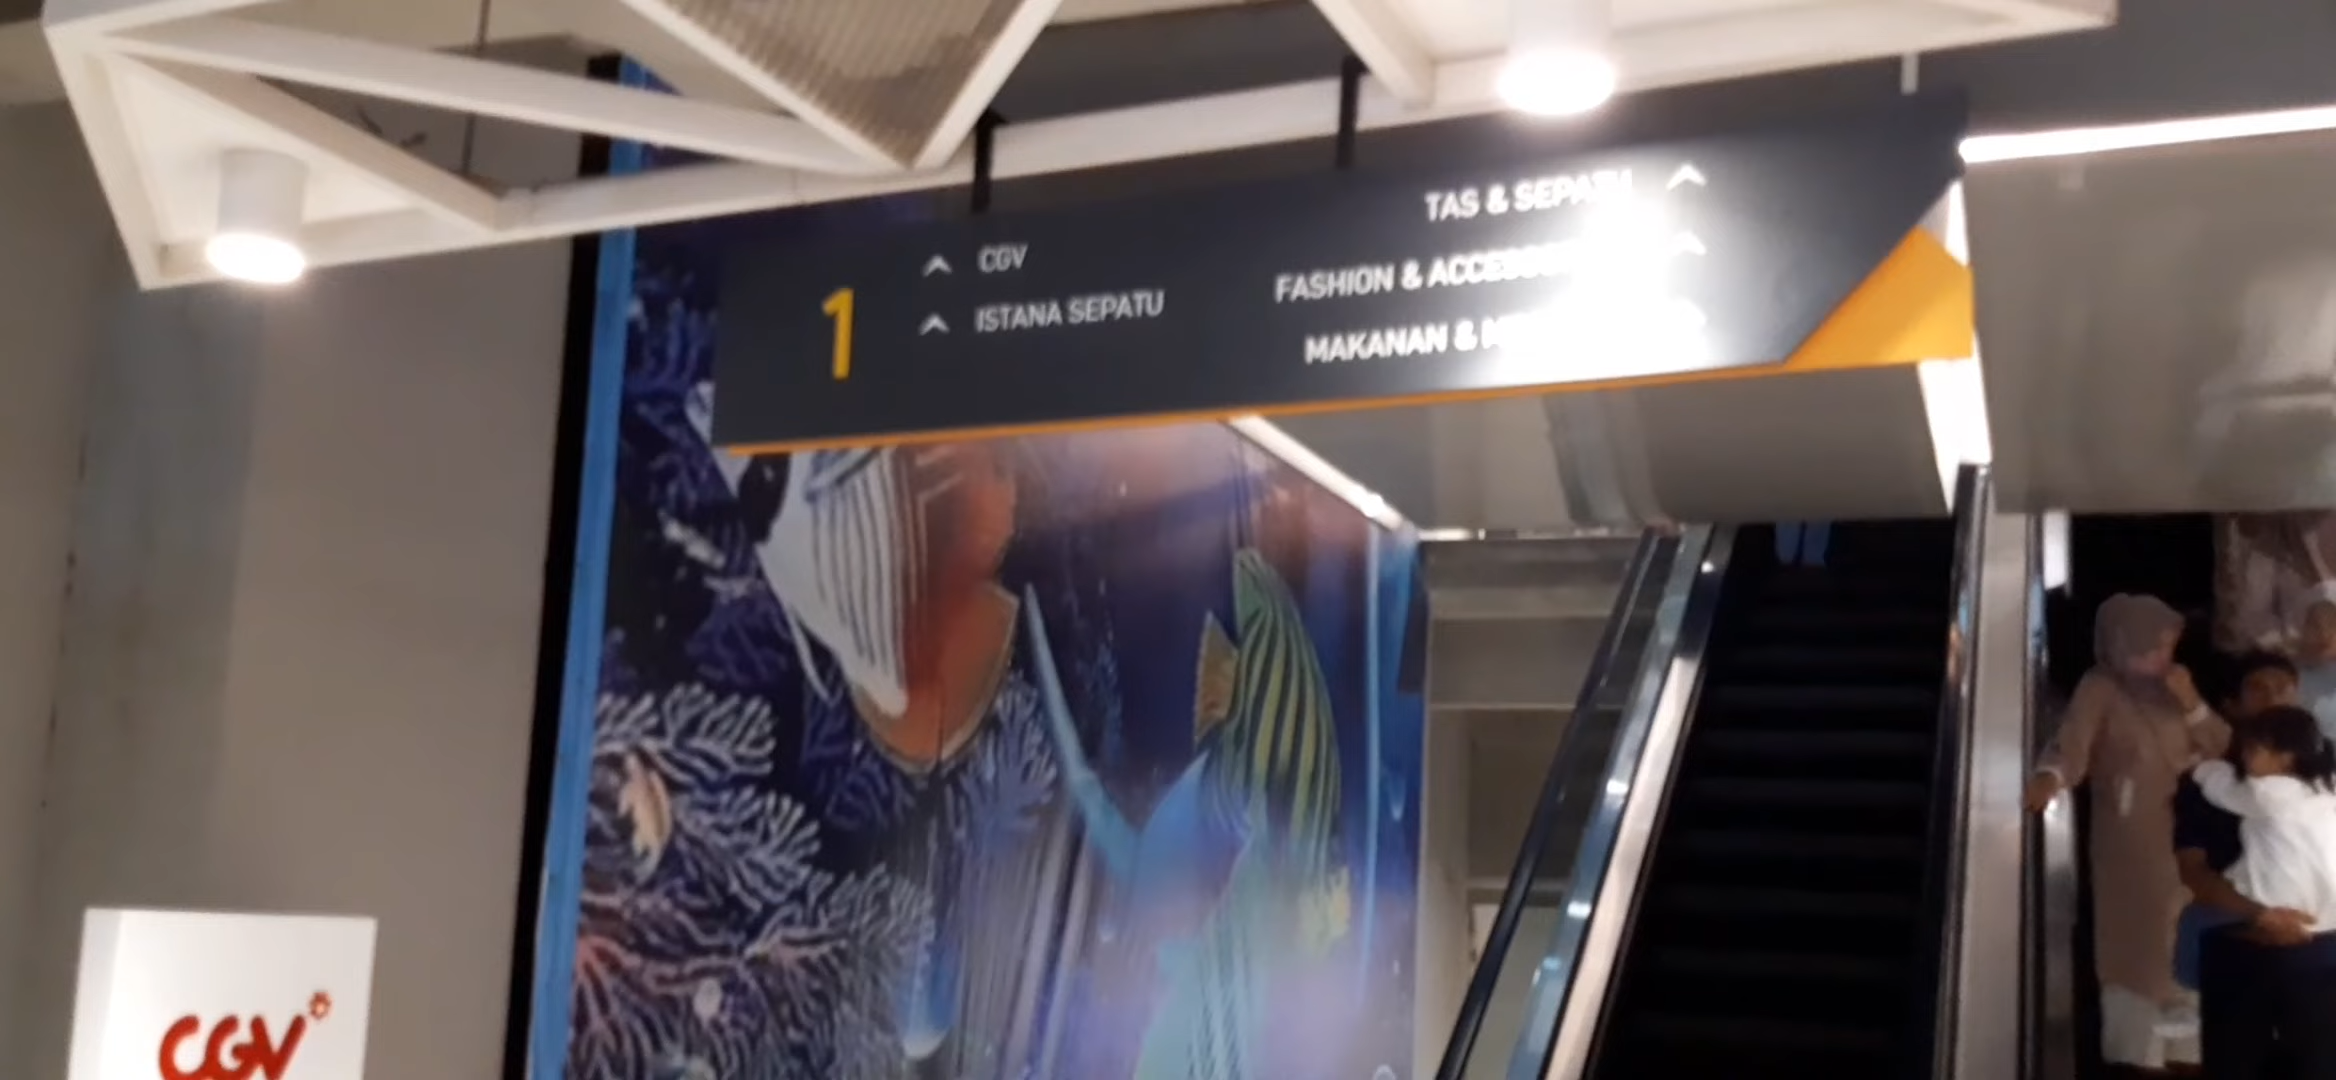 1
CGV
ISTANA SEPATU
TAS & SEPATU
FASHION &
MAKANAN &
CGV